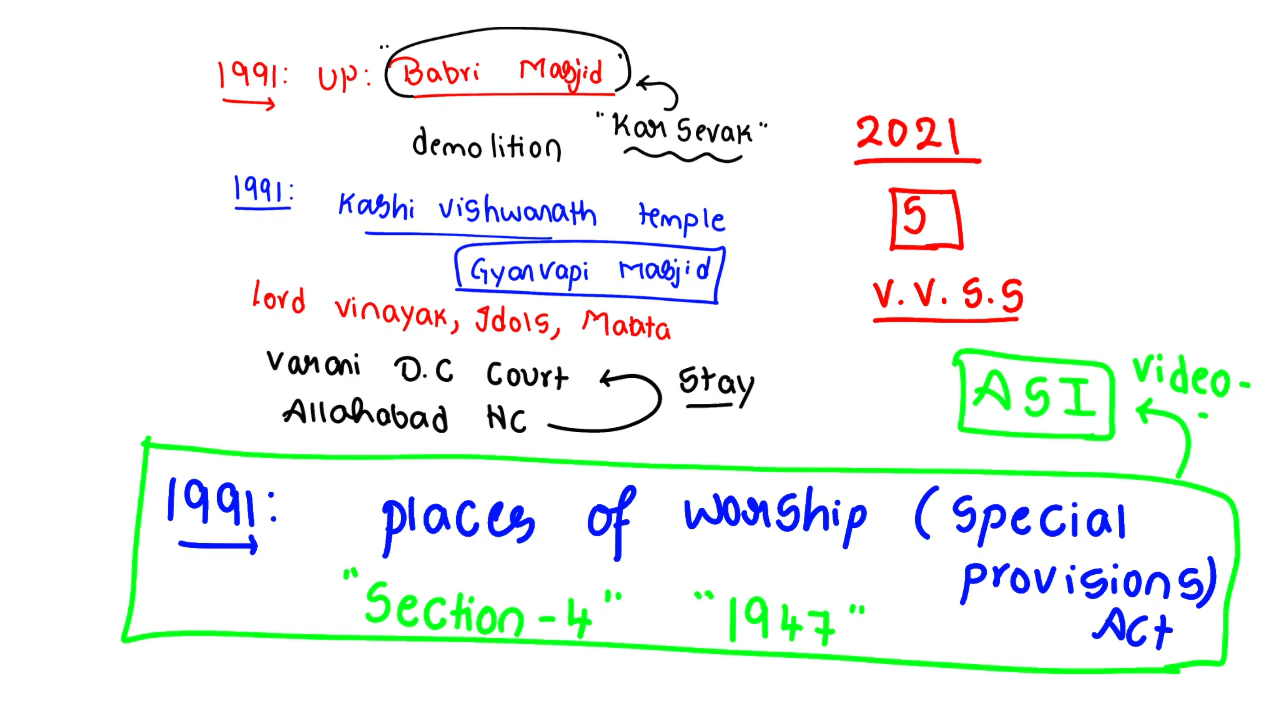 1991: UP: "Babri Masjid"
"Kar Sevak"
demolition
1991: Kashi vishwanath temple
Gyanvapi Masjid
lord vinayak, Idols, Mata
Varani D.C Court
Stay
Allahabad HC
2021
5
V.V.S.S
ASI
video-
1991: places of worship (special
provisions)
Act
"Section-4" "1947"